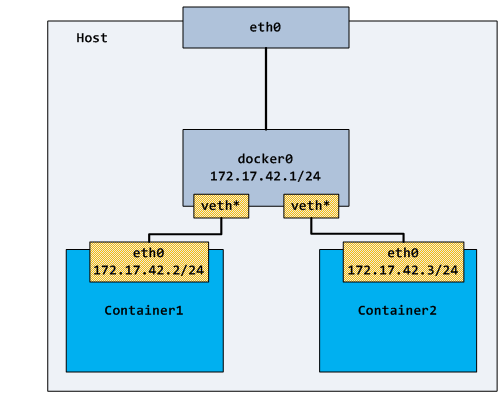 eth0
Host
docker0
172.17.42.1/24
veth*
veth*
eth0
172.17.42.2/24
eth0
172.17.42.3/24
Container1
Container2